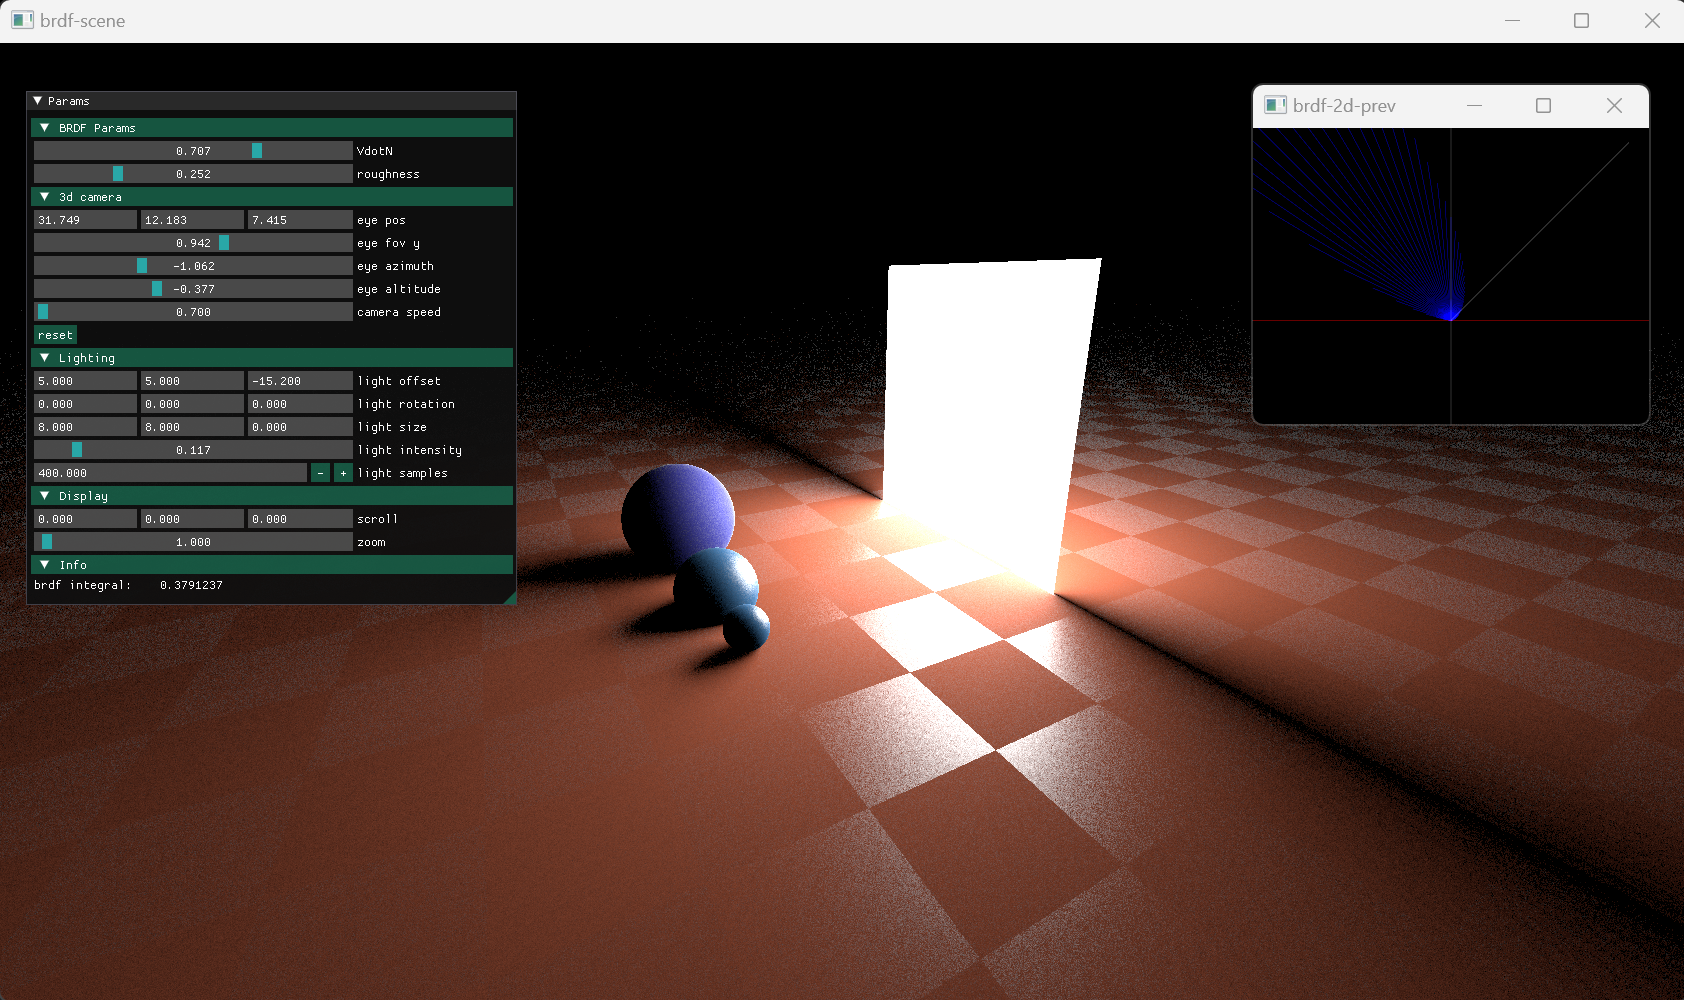 brdf-scene
brdf-2d-prev
Params
BRDF Params
0.707 VdotN
0.252 roughness
3d camera
31.749 12.183 7.415 eye pos
0.942 eye fov y
-1.062 eye azimuth
-0.377 eye altitude
0.700 camera speed
reset
Lighting
5.000 5.000 -15.200 light offset
0.000 0.000 0.000 light rotation
8.000 8.000 0.000 light size
0.117 light intensity
400.000 - + light samples
Display
0.000 0.000 0.000 scroll
1.000 zoom
Info
brdf integral: 0.3791237